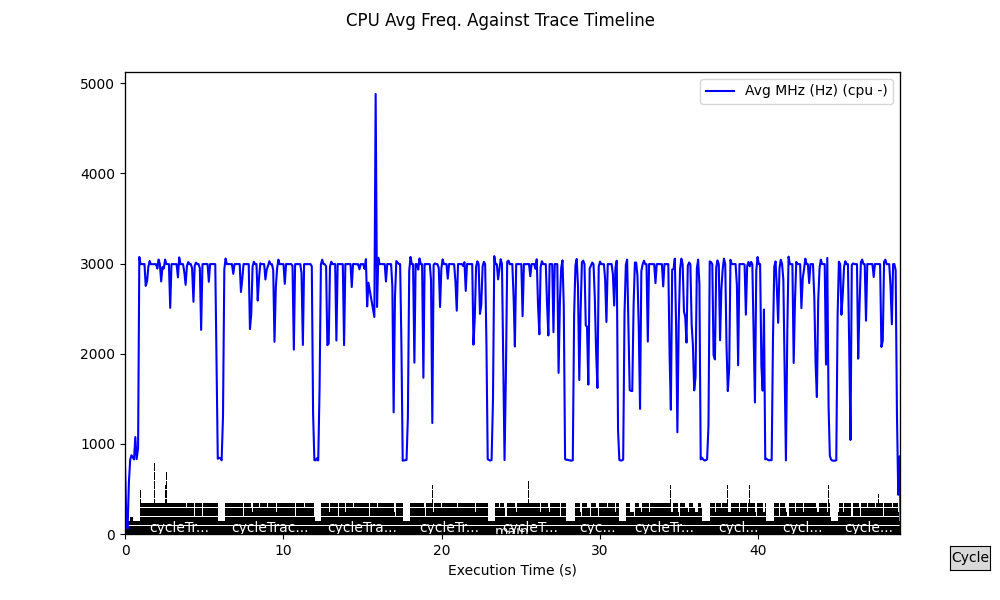 CPU Avg Freq. Against Trace Timeline
5000
Avg MHz (Hz) (cpu -)
4000
3000
2000
1000
0
cycleTr... cycleTrac... cycleTra... cycleTr... cycleT... cyc... cycleTr... cycl... cycl... cycle...
main
0 10 20 30 40
Execution Time (s)
Cycle